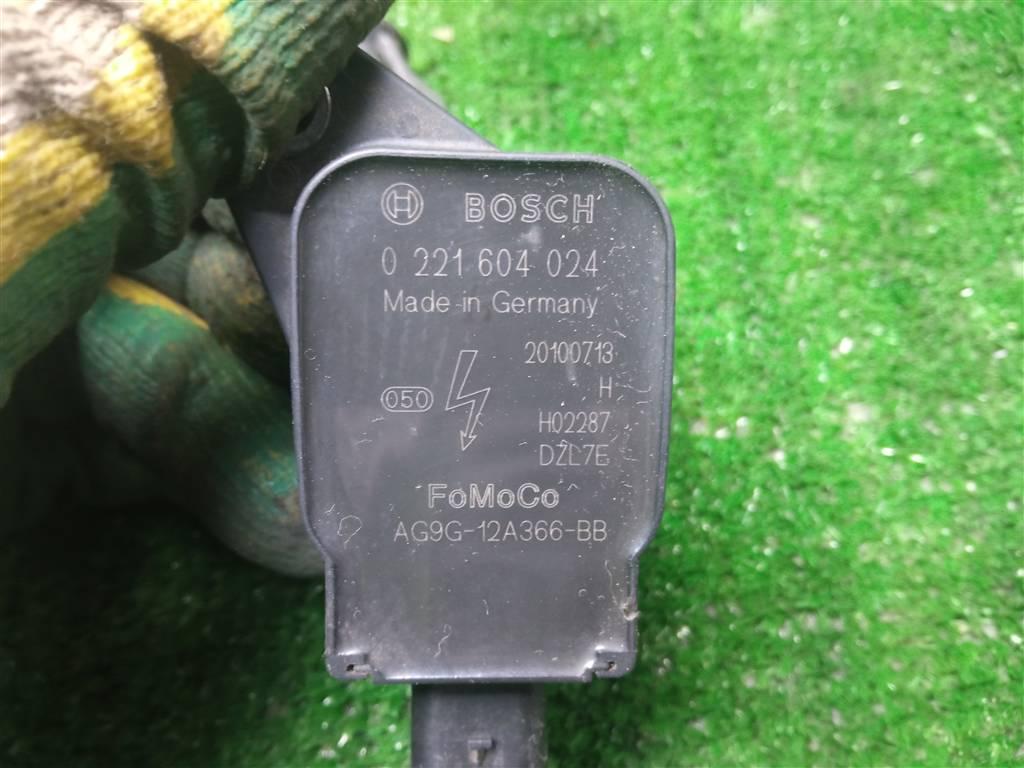 BOSCH
0 221 604 024
Made in Germany
20100713
H
050
H02287
DZL7E
FoMoCo
AG9G-12A366-BB